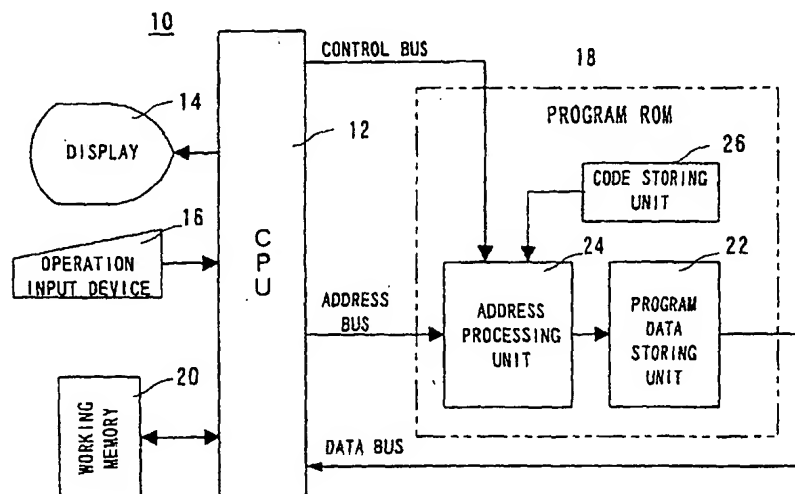 10
CONTROL BUS
18
14
DISPLAY
12
PROGRAM ROM
26
CODE STORING
UNIT
16
OPERATION
INPUT DEVICE
CPU
24
22
ADDRESS
BUS
ADDRESS
PROCESSING
UNIT
PROGRAM
DATA
STORING
UNIT
20
WORKING
MEMORY
DATA BUS